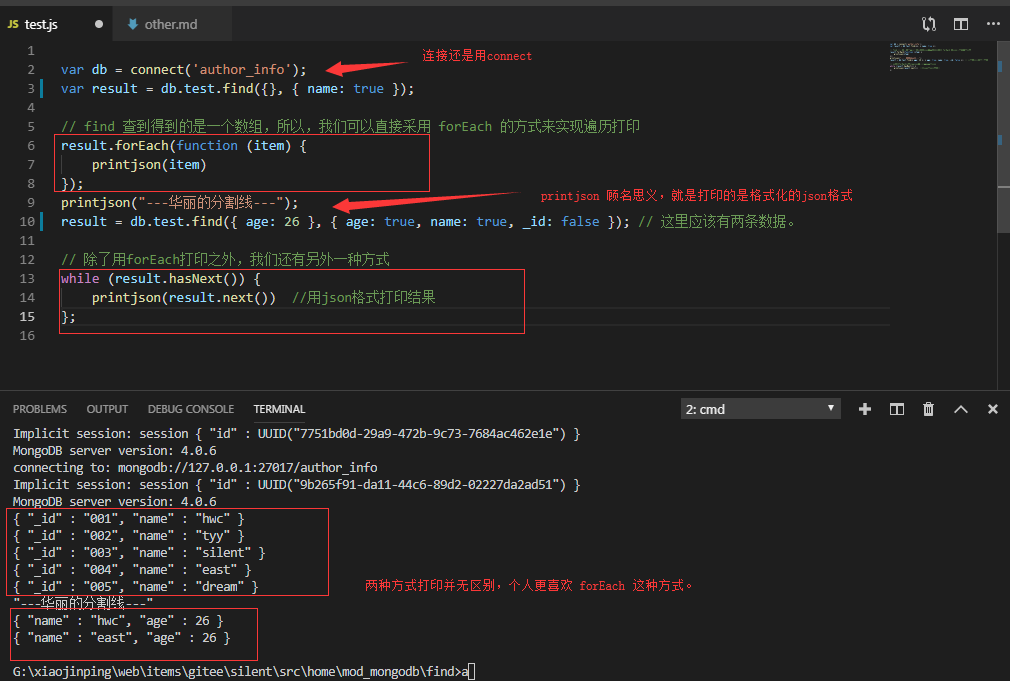 JS test.js ● other.md
1
连接还是用connect
2 var db = connect('author_info');
3 var result = db.test.find({}, { name: true });
4
5 // find 查到得到的是一个数组，所以，我们可以直接采用 forEach 的方式来实现遍历打印
6 result.forEach(function (item) {
7 printjson(item)
8 });
printjson 顾名思义，就是打印的是格式化的json格式
9 printjson("---华丽的分割线---");
10 result = db.test.find({ age: 26 }, { age: true, name: true, _id: false }); // 这里应该有两条数据。
11
12 // 除了用forEach打印之外，我们还有另外一种方式
13 while (result.hasNext()) {
14 printjson(result.next()) //用json格式打印结果
15 };
16
PROBLEMS OUTPUT DEBUG CONSOLE TERMINAL 2: cmd
Implicit session: session { "id" : UUID("7751bd0d-29a9-472b-9c73-7684ac462e1e") }
MongoDB server version: 4.0.6
connecting to: mongodb://127.0.0.1:27017/author_info
Implicit session: session { "id" : UUID("9b265f91-da11-44c6-89d2-02227da2ad51") }
MongoDB server version: 4.0.6
{ "_id" : "001", "name" : "hwc" }
{ "_id" : "002", "name" : "tyy" }
{ "_id" : "003", "name" : "silent" }
{ "_id" : "004", "name" : "east" }
{ "_id" : "005", "name" : "dream" }
两种方式打印并无区别，个人更喜欢 forEach 这种方式。
"---华丽的分割线---"
{ "name" : "hwc", "age" : 26 }
{ "name" : "east", "age" : 26 }
G:\xiaojinping\web\items\gitee\silent\src\home\mod_mongodb\find>a